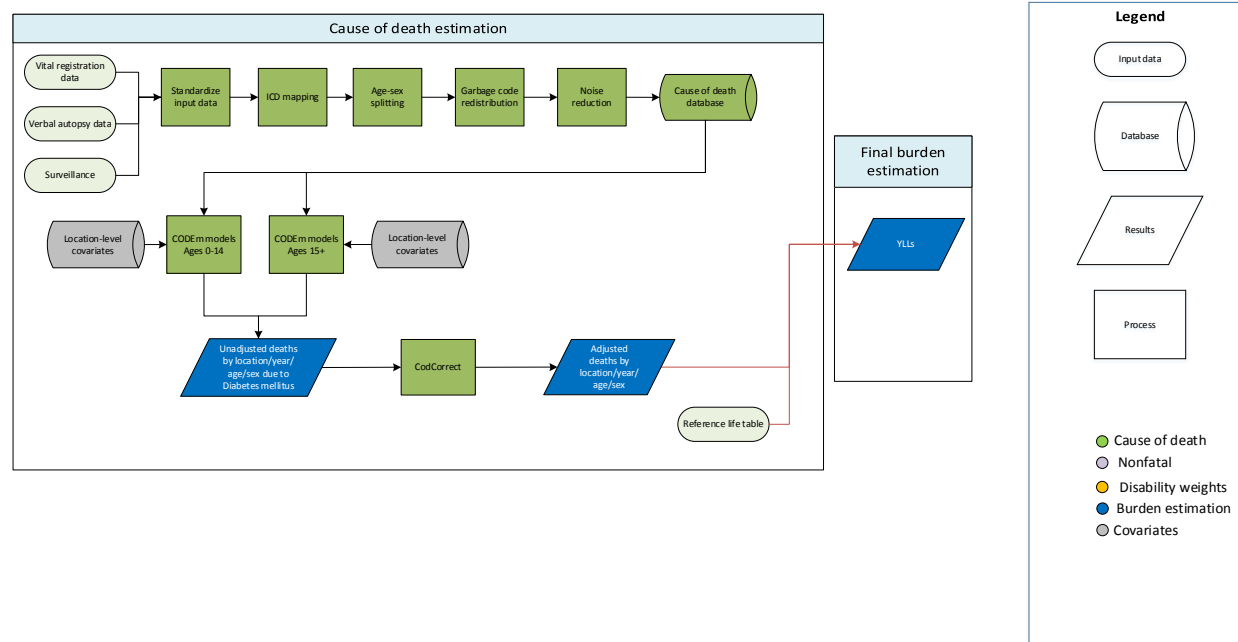 Cause of death estimation
Vital registration
data
Verbal autopsy data
Surveillance
Standardize
input data
ICD mapping
Age-sex
splitting
Garbage code
redistribution
Noise
reduction
Cause of death
database
Location-level
covariates
CODEm models
Ages 0-14
CODEm models
Ages 15+
Location-level
covariates
Unadjusted deaths
by location/year/
age/sex due to
Diabetes mellitus
CodCorrect
Adjusted
deaths by
location/year/
age/sex
Reference life table
Final burden
estimation
YLLs
Legend
Input data
Database
Results
Process
Cause of death
Nonfatal
Disability weights
Burden estimation
Covariates